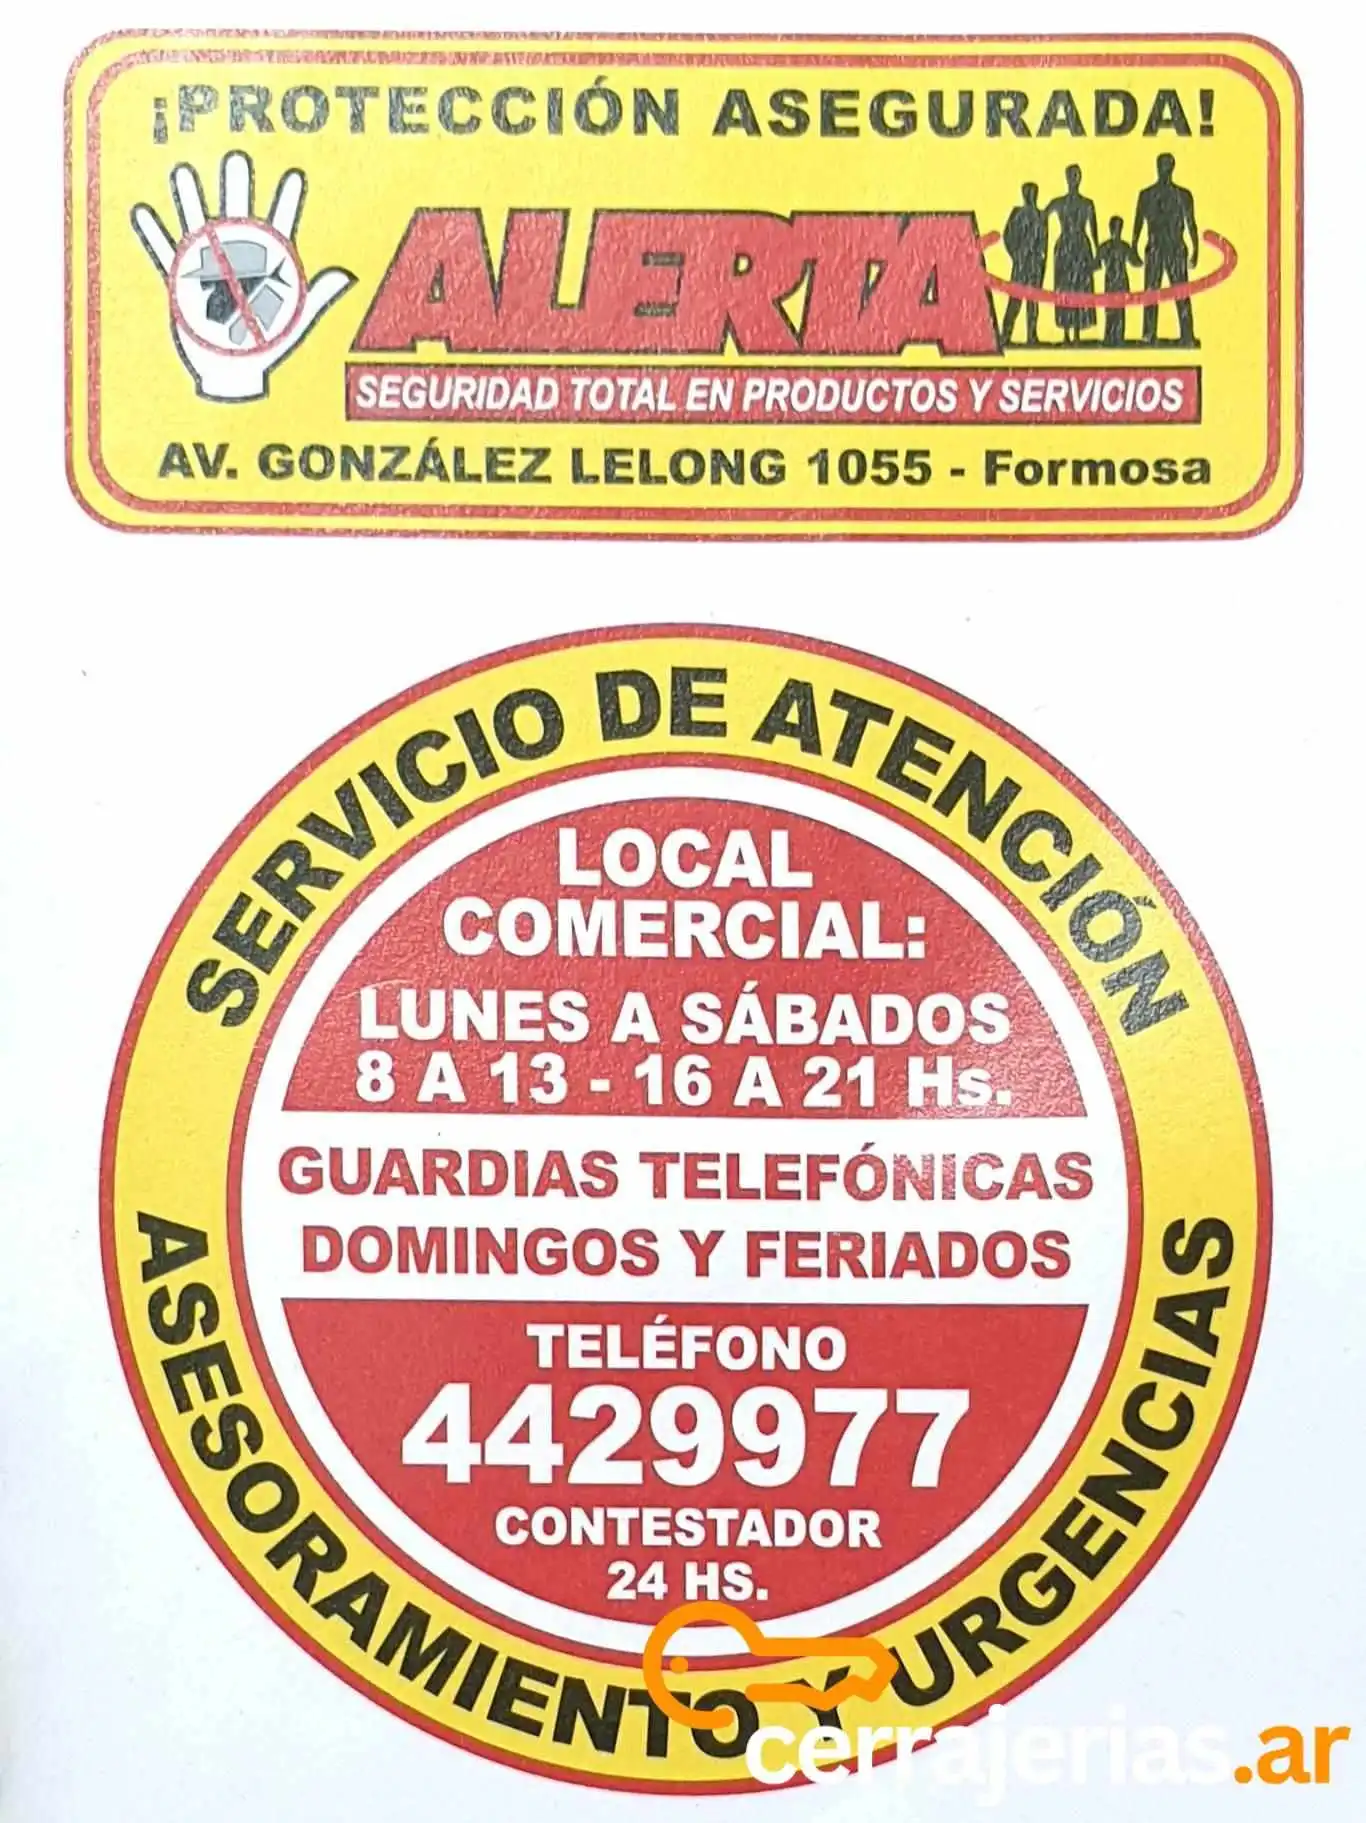 ¡PROTECCIÓN ASEGURADA!
ALERTA
SEGURIDAD TOTAL EN PRODUCTOS Y SERVICIOS
AV. GONZÁLEZ LELONG 1055 - Formosa
SERVICIO DE ATENCIÓN
LOCAL
COMERCIAL:
LUNES A SÁBADOS
8 A 13 - 16 A 21 Hs.
GUARDIAS TELEFÓNICAS
DOMINGOS Y FERIADOS
TELÉFONO
4429977
CONTESTADOR
24 HS.
ASESORAMIENTO Y URGENCIAS
cerrajerias.ar